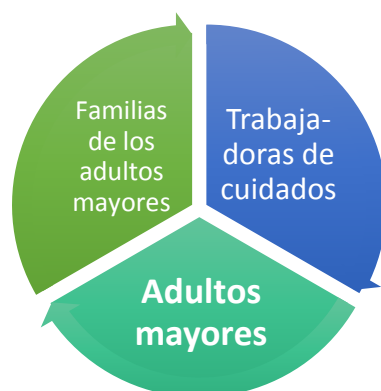 Familias
de los
adultos
mayores
Trabaja-
doras de
cuidados
Adultos
mayores